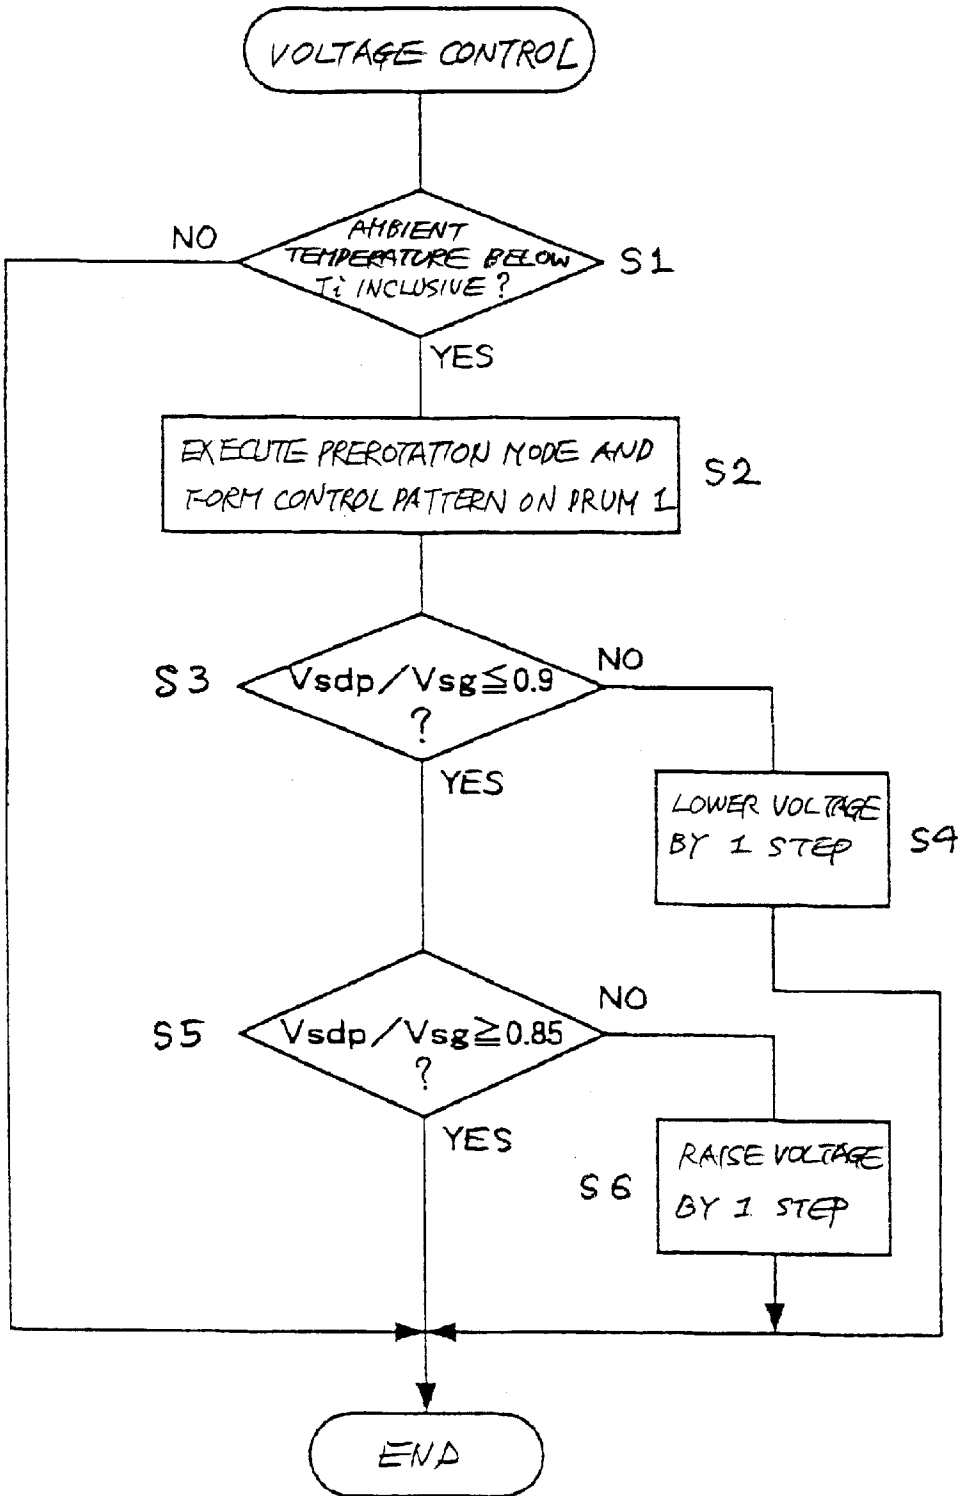 VOLTAGE CONTROL
AMBIENT
TEMPERATURE BELOW
Ti INCLUSIVE?
NO
S1
YES
EXECUTE PREROTATION MODE AND
FORM CONTROL PATTERN ON DRUM 1
S2
S3
Vsdp/Vsg≦0.9
?
NO
YES
LOWER VOLTAGE
BY 1 STEP
S4
S5
Vsdp/Vsg≧0.85
?
NO
YES
RAISE VOLTAGE
BY 1 STEP
S6
END